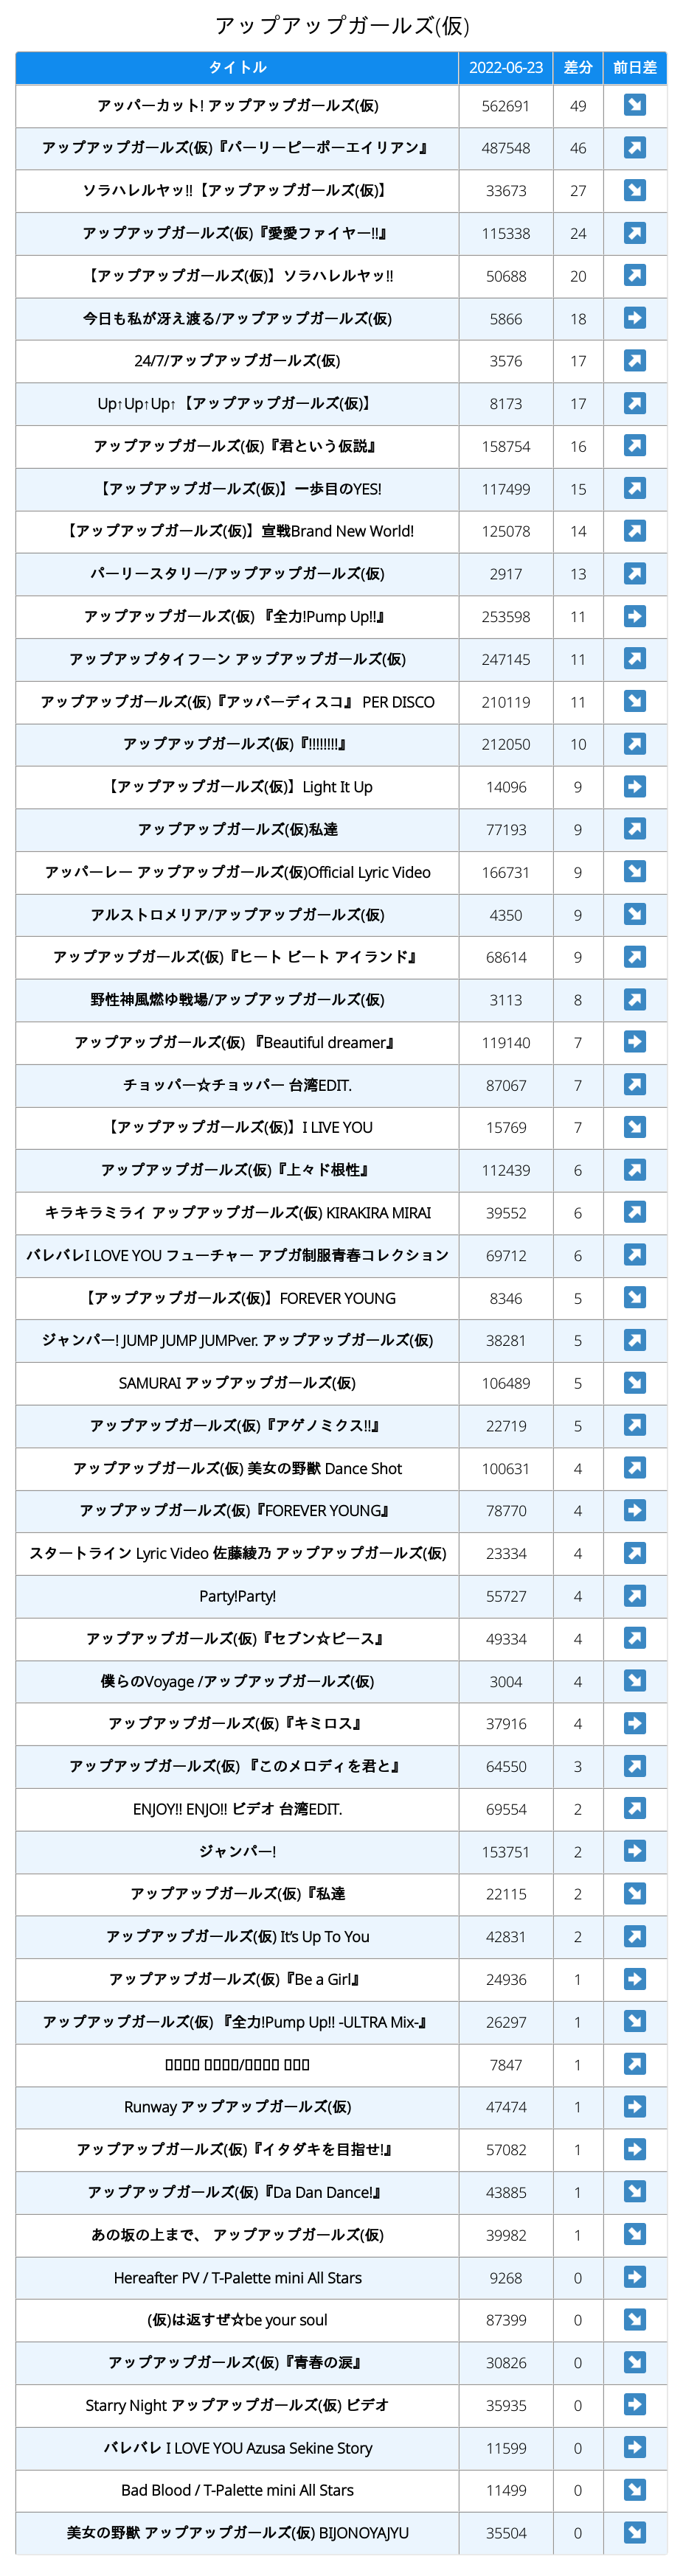 アップアップガールズ(仮)
タイトル 2022-06-23 差分 前日差
アッパーカット! アップアップガールズ(仮) 562691 49
アップアップガールズ(仮)『パーリーピーポーエイリアン』 487548 46
ソラハレルヤッ!!【アップアップガールズ(仮)】 33673 27
アップアップガールズ(仮)『愛愛ファイヤー!!』 115338 24
【アップアップガールズ(仮)】ソラハレルヤッ!! 50688 20
今日も私が冴え渡る/アップアップガールズ(仮) 5866 18
24/7/アップアップガールズ(仮) 3576 17
Up↑Up↑Up↑【アップアップガールズ(仮)】 8173 17
アップアップガールズ(仮)『君という仮説』 158754 16
【アップアップガールズ(仮)】一歩目のYES! 117499 15
【アップアップガールズ(仮)】宣戦Brand New World! 125078 14
パーリースタリー/アップアップガールズ(仮) 2917 13
アップアップガールズ(仮) 『全力!Pump Up!!』 253598 11
アップアップタイフーン アップアップガールズ(仮) 247145 11
アップアップガールズ(仮)『アッパーディスコ』 PER DISCO 210119 11
アップアップガールズ(仮)『!!!!!!!!』 212050 10
【アップアップガールズ(仮)】Light It Up 14096 9
アップアップガールズ(仮)私達 77193 9
アッパーレー アップアップガールズ(仮)Official Lyric Video 166731 9
アルストロメリア/アップアップガールズ(仮) 4350 9
アップアップガールズ(仮)『ヒート ビート アイランド』 68614 9
野性神風燃ゆ戦場/アップアップガールズ(仮) 3113 8
アップアップガールズ(仮) 『Beautiful dreamer』 119140 7
チョッパー☆チョッパー 台湾EDIT. 87067 7
【アップアップガールズ(仮)】I LIVE YOU 15769 7
アップアップガールズ(仮)『上々ド根性』 112439 6
キラキラミライ アップアップガールズ(仮) KIRAKIRA MIRAI 39552 6
バレバレI LOVE YOU フューチャー アプガ制服青春コレクション 69712 6
【アップアップガールズ(仮)】FOREVER YOUNG 8346 5
ジャンパー! JUMP JUMP JUMPver. アップアップガールズ(仮) 38281 5
SAMURAI アップアップガールズ(仮) 106489 5
アップアップガールズ(仮)『アゲノミクス!!』 22719 5
アップアップガールズ(仮) 美女の野獣 Dance Shot 100631 4
アップアップガールズ(仮)『FOREVER YOUNG』 78770 4
スタートライン Lyric Video 佐藤綾乃 アップアップガールズ(仮) 23334 4
Party!Party! 55727 4
アップアップガールズ(仮)『セブン☆ピース』 49334 4
僕らのVoyage /アップアップガールズ(仮) 3004 4
アップアップガールズ(仮)『キミロス』 37916 4
アップアップガールズ(仮) 『このメロディを君と』 64550 3
ENJOY!! ENJO!! ビデオ 台湾EDIT. 69554 2
ジャンパー! 153751 2
アップアップガールズ(仮)『私達 22115 2
アップアップガールズ(仮) It’s Up To You 42831 2
アップアップガールズ(仮)『Be a Girl』 24936 1
アップアップガールズ(仮) 『全力!Pump Up!! -ULTRA Mix-』 26297 1
7847 1
Runway アップアップガールズ(仮) 47474 1
アップアップガールズ(仮)『イタダキを目指せ!』 57082 1
アップアップガールズ(仮)『Da Dan Dance!』 43885 1
あの坂の上まで、 アップアップガールズ(仮) 39982 1
Hereafter PV / T-Palette mini All Stars 9268 0
(仮)は返すぜ☆be your soul 87399 0
アップアップガールズ(仮)『青春の涙』 30826 0
Starry Night アップアップガールズ(仮) ビデオ 35935 0
バレバレ I LOVE YOU Azusa Sekine Story 11599 0
Bad Blood / T-Palette mini All Stars 11499 0
美女の野獣 アップアップガールズ(仮) BIJONOYAJYU 35504 0